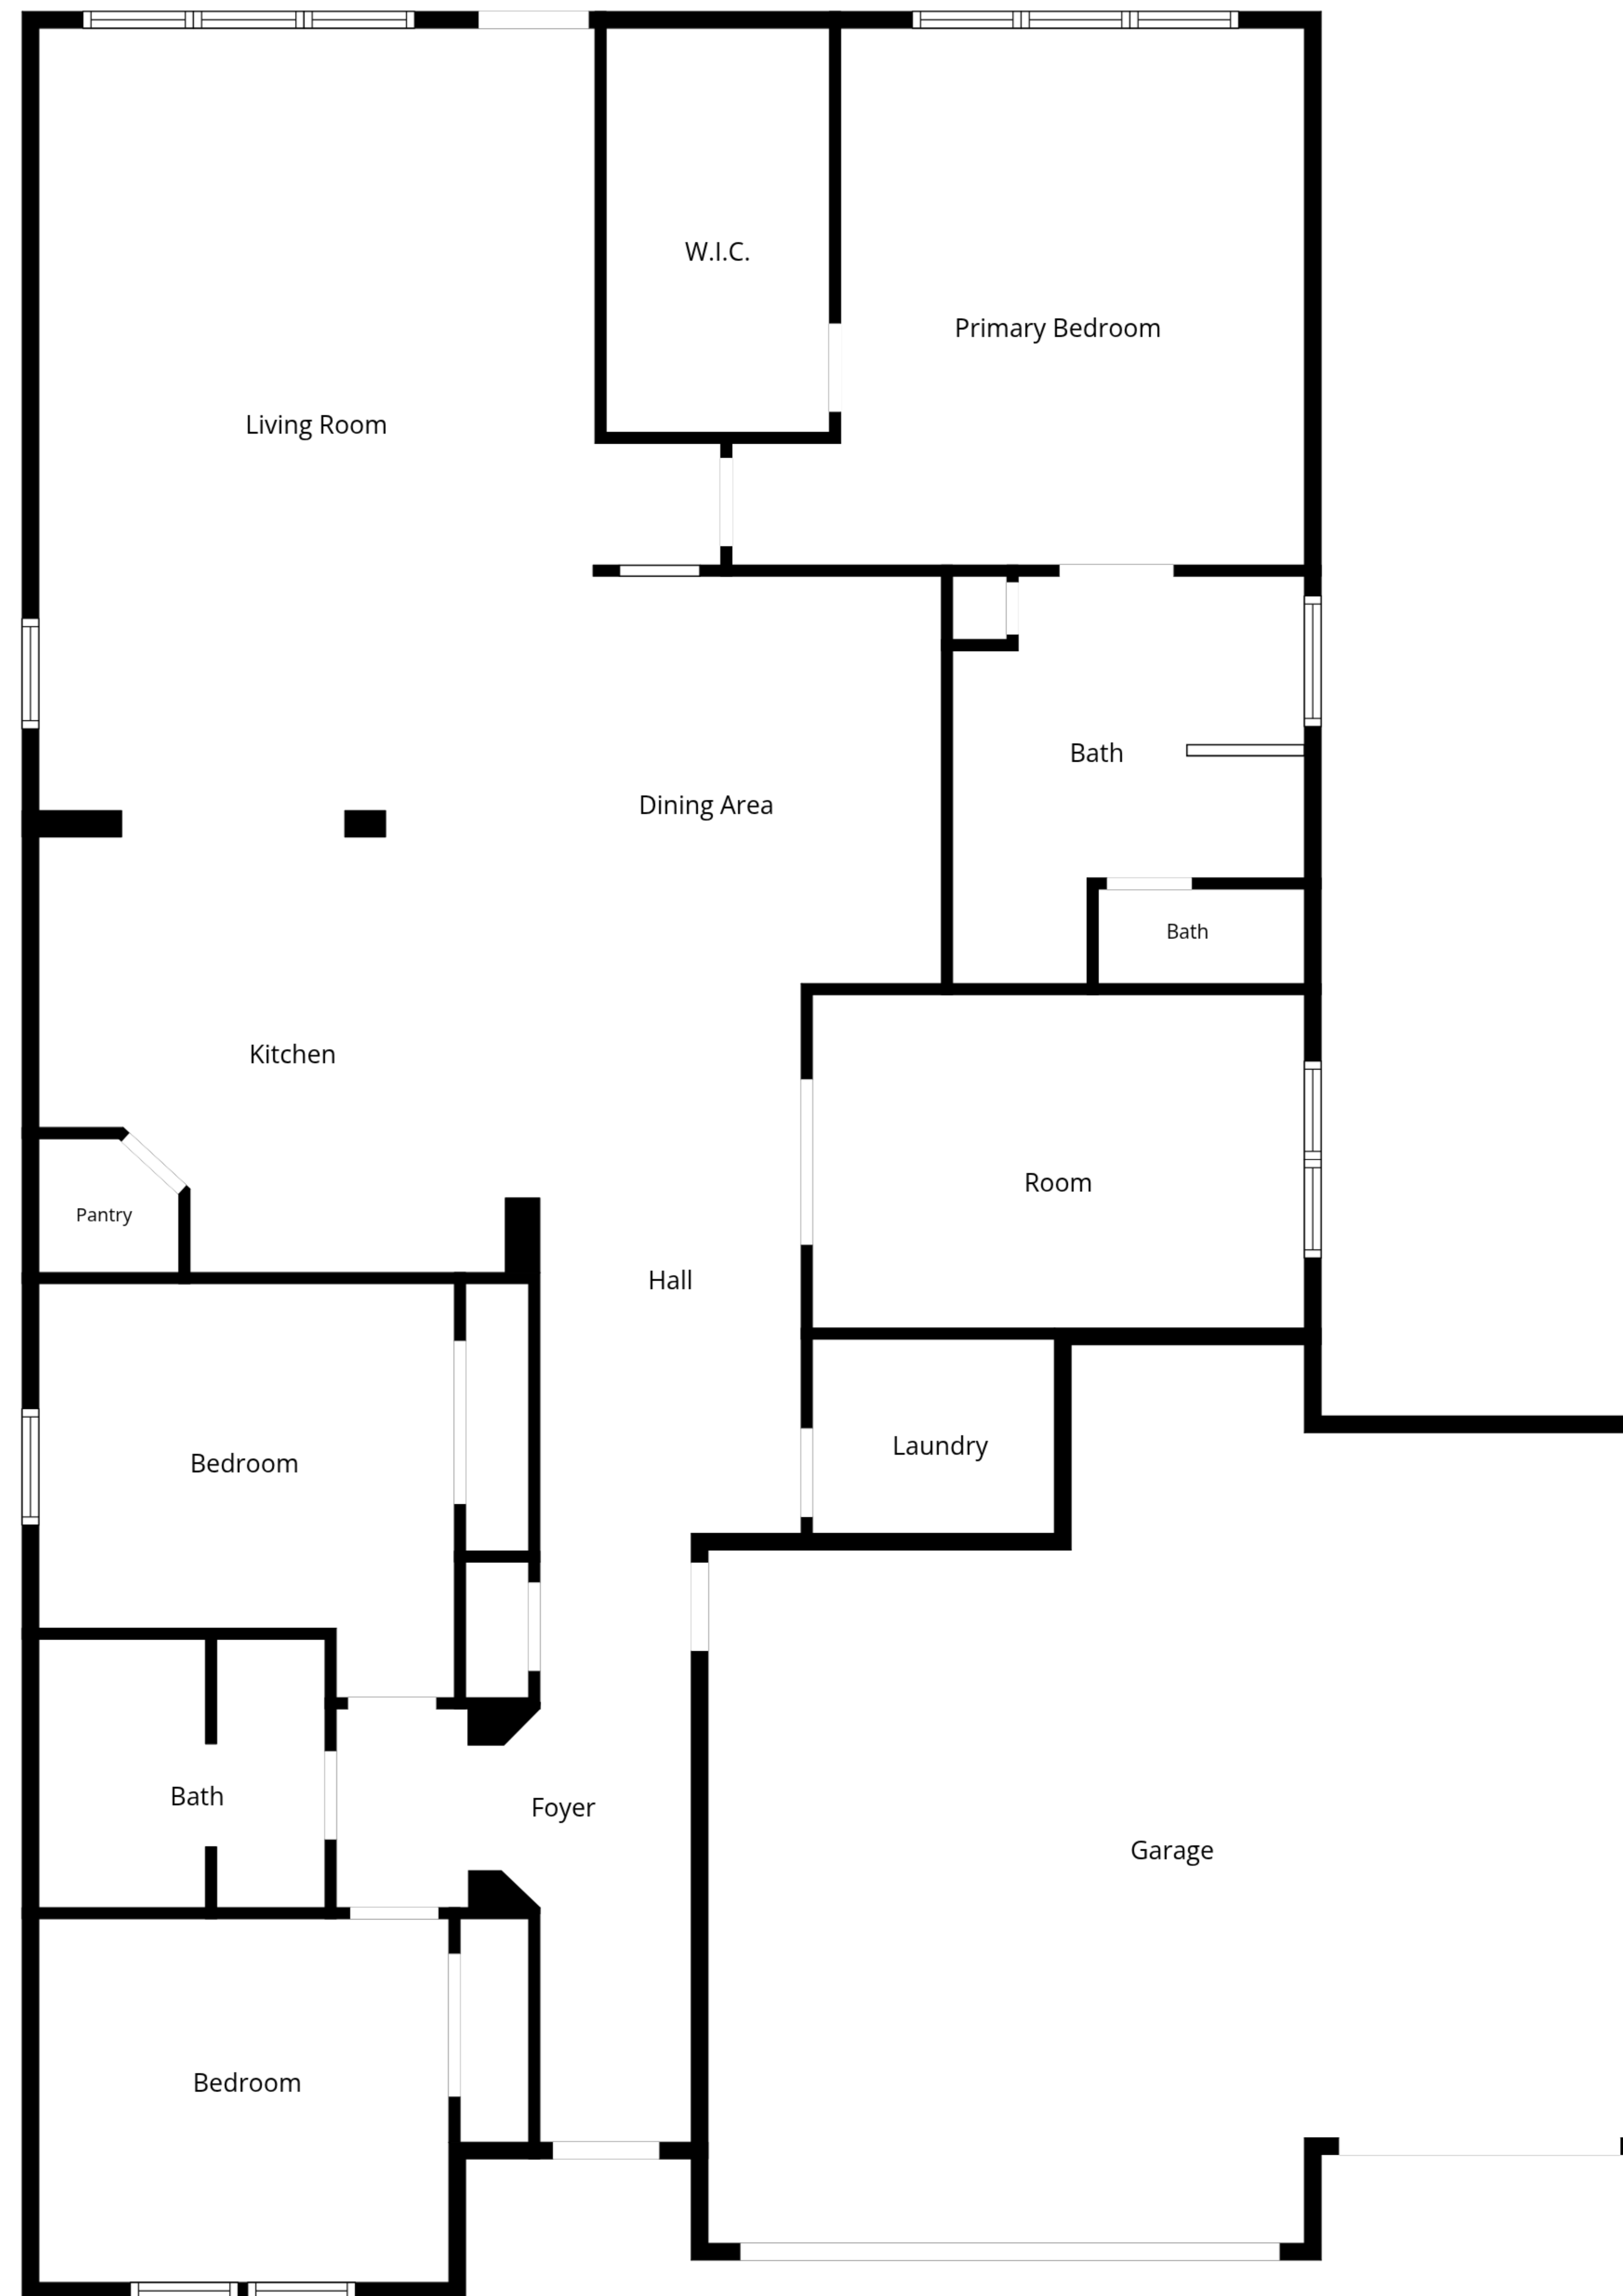 W.I.C.
Primary Bedroom
Living Room
Bath
Dining Area
Bath
Kitchen
Room
Pantry
Hall
Laundry
Bedroom
Bath
Foyer
Garage
Bedroom